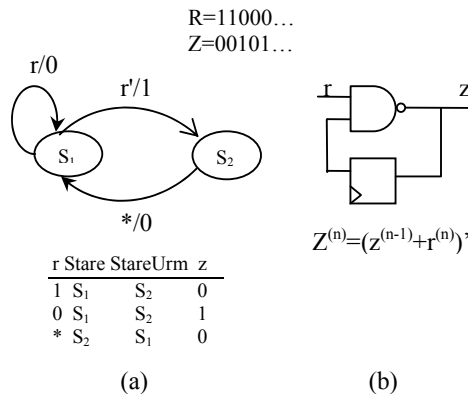 R=11000…
Z=00101…
r/0
r'/1
S₁
S₂
*/0
r Stare StareUrm z
1 S₁ S₂ 0
0 S₁ S₂ 1
* S₂ S₁ 0
(a)
r
z
Z⁽ⁿ⁾=(z⁽ⁿ⁻¹⁾+r⁽ⁿ⁾)’
(b)